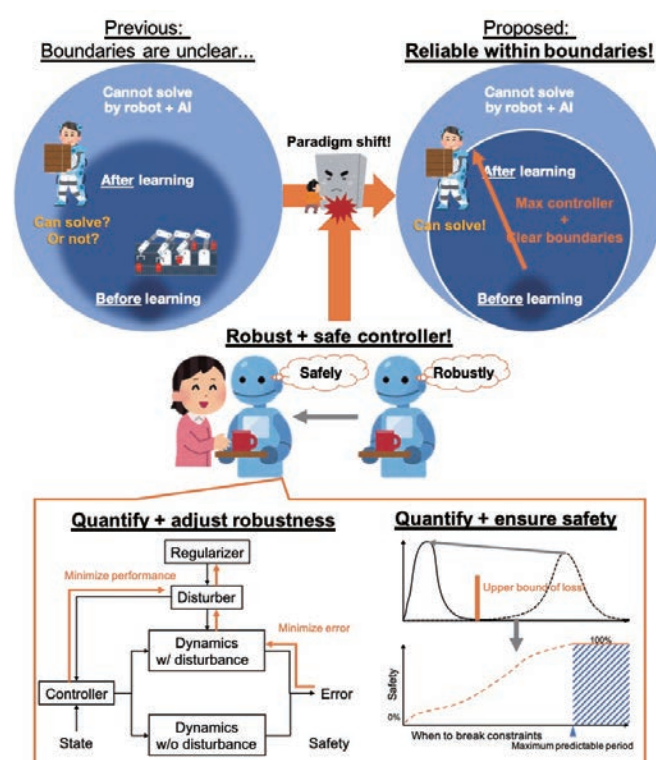 Previous:
Boundaries are unclear...
Proposed:
Reliable within boundaries!
Cannot solve
by robot + AI
After learning
Can solve?
Or not?
Before learning
Paradigm shift!
Cannot solve
by robot + AI
After learning
Max controller
+
Clear boundaries
Can solve!
Before learning
Robust + safe controller!
Safely
Robustly
Quantify + adjust robustness
Regularizer
Minimize performance
Disturber
Minimize error
Dynamics
w/ disturbance
Controller
Error
Dynamics
w/o disturbance
State
Safety
Quantify + ensure safety
Upper bound of loss
100%
Safety
0%
When to break constraints
Maximum predictable period